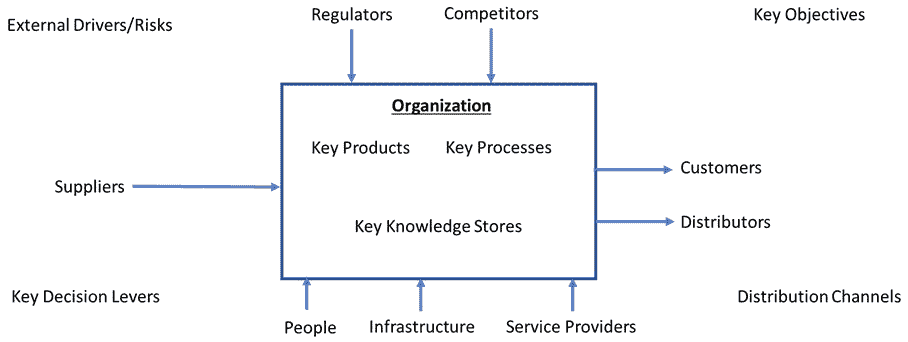 External Drivers/Risks
Regulators
Competitors
Key Objectives
Organization
Key Products
Key Processes
Suppliers
Customers
Distributors
Key Knowledge Stores
Key Decision Levers
Distribution Channels
People
Infrastructure
Service Providers